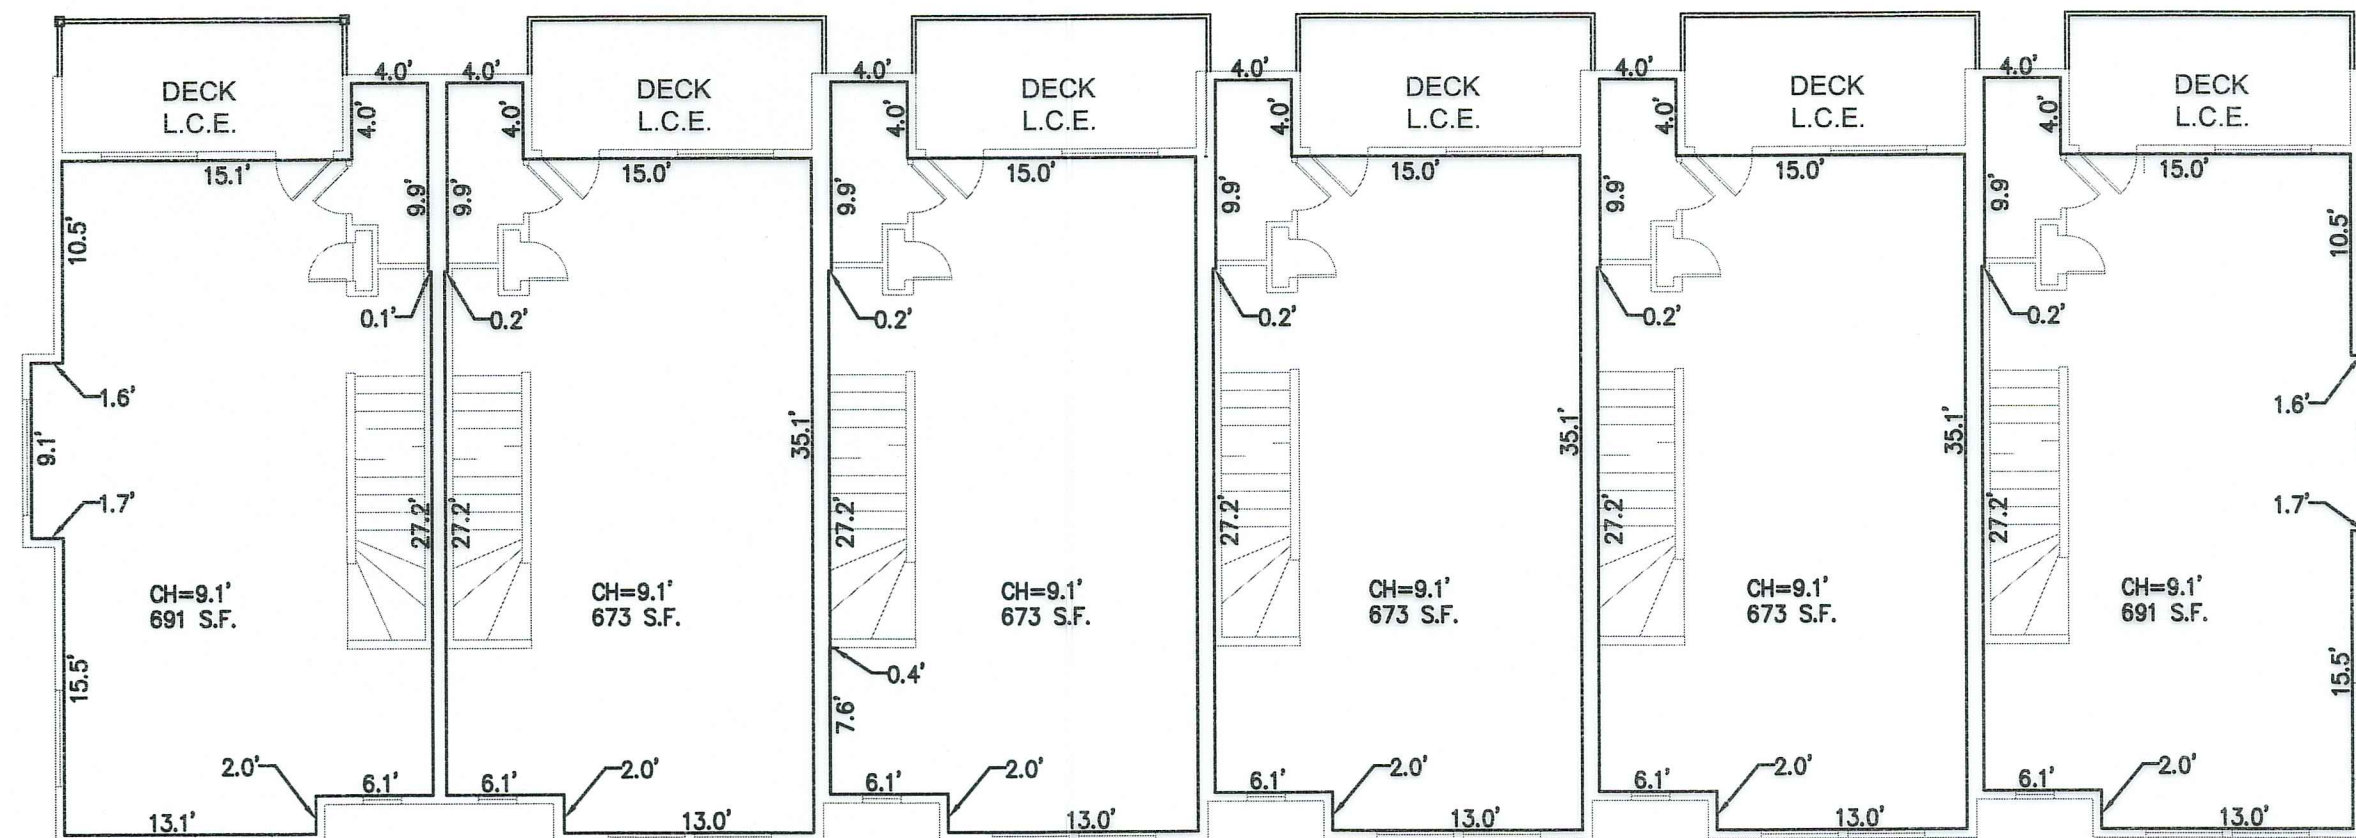 4.0' 4.0' 4.0' 4.0' 4.0' 4.0'
DECK DECK DECK DECK DECK DECK
L.C.E. L.C.E. L.C.E. L.C.E. L.C.E. L.C.E.
4.0' 4.0' 4.0' 4.0' 4.0' 4.0'
15.1' 15.0' 15.0' 15.0' 15.0' 15.0'
9.9' 9.9' 9.9' 9.9' 9.9' 9.9'
10.5' 10.5'
0.1' 0.2' 0.2' 0.2' 0.2' 0.2'
1.6' 1.6'
9.1' 35.1' 35.1' 35.1'
1.7' 1.7'
27.2' 27.2' 27.2' 27.2' 27.2' 27.2'
CH=9.1' CH=9.1' CH=9.1' CH=9.1' CH=9.1' CH=9.1'
691 S.F. 673 S.F. 673 S.F. 673 S.F. 673 S.F. 691 S.F.
15.5' 0.4' 15.5'
7.6'
2.0' 2.0' 2.0' 2.0' 2.0' 2.0'
6.1' 6.1' 6.1' 6.1' 6.1' 6.1'
13.1' 13.0' 13.0' 13.0' 13.0' 13.0'